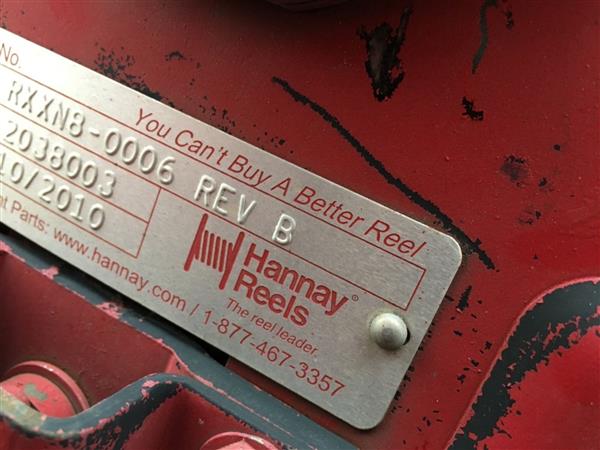 No.
You Can't Buy A Better Reel
RXXN8-0006 REV B
2038003
10/2010
Parts: www.hannay.com / 1-877-467-3357
Hannay®
Reels
The reel leader.